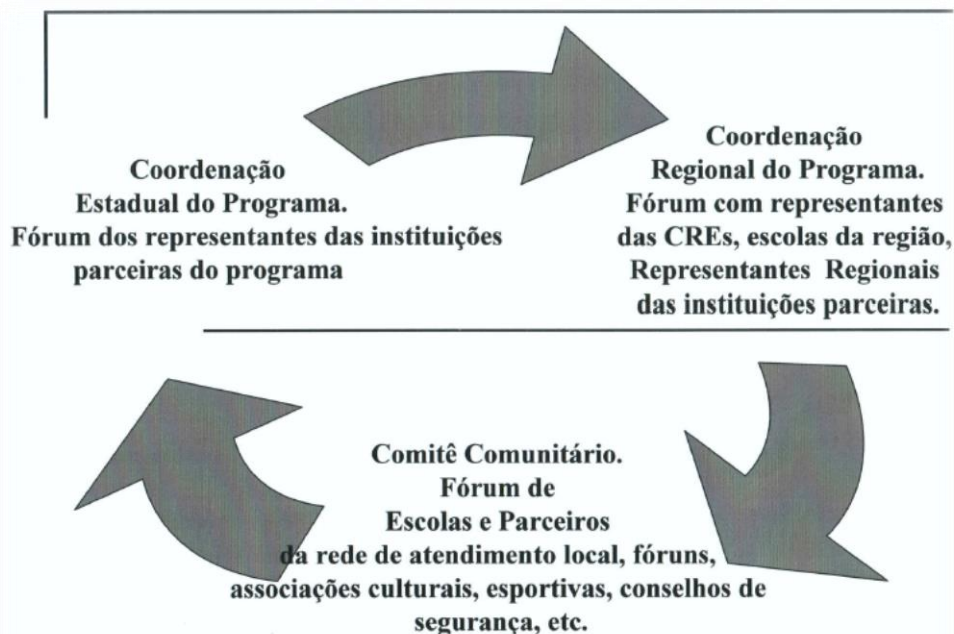 Coordenação
Estadual do Programa.
Fórum dos representantes das instituições
parceiras do programa
Coordenação
Regional do Programa.
Fórum com representantes
das CREs, escolas da região,
Representantes Regionais
das instituições parceiras.
Comitê Comunitário.
Fórum de
Escolas e Parceiros
da rede de atendimento local, fóruns,
associações culturais, esportivas, conselhos de
segurança, etc.